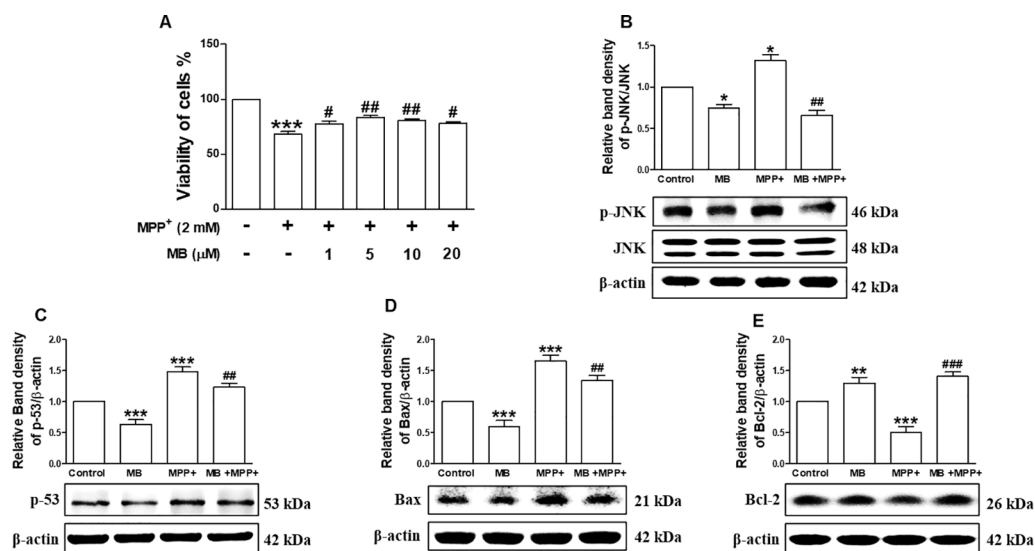 A
Viability of cells %
150
100
50
0
***
#
##
##
#
MPP+ (2 mM)
- + + + + +
MB (µM)
- - 1 5 10 20
B
Relative band density
of p-JNK/JNK
1.5
1.0
0.5
0.0
*
*
##
Control MB MPP+ MB +MPP+
p-JNK 46 kDa
JNK 48 kDa
β-actin 42 kDa
C
Relative Band density
of p-53/β-actin
2.0
1.5
1.0
0.5
0.0
***
***
##
Control MB MPP+ MB +MPP+
p-53 53 kDa
β-actin 42 kDa
D
Relative band density
of Bax/β-actin
2.0
1.5
1.0
0.5
0.0
***
***
##
Control MB MPP+ MB +MPP+
Bax 21 kDa
β-actin 42 kDa
E
Relative band density
of Bcl-2/β-actin
2.0
1.5
1.0
0.5
0.0
**
***
###
Control MB MPP+ MB +MPP+
Bcl-2 26 kDa
β-actin 42 kDa